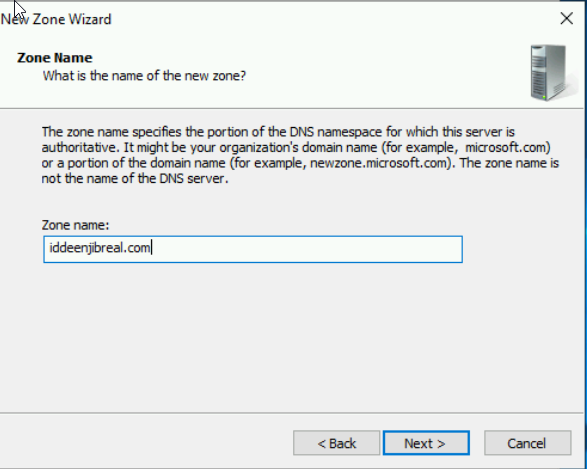 New Zone Wizard
Zone Name
What is the name of the new zone?
The zone name specifies the portion of the DNS namespace for which this server is
authoritative. It might be your organization's domain name (for example, microsoft.com)
or a portion of the domain name (for example, newzone.microsoft.com). The zone name is
not the name of the DNS server.
Zone name:
iddeenjibreal.com
< Back
Next >
Cancel